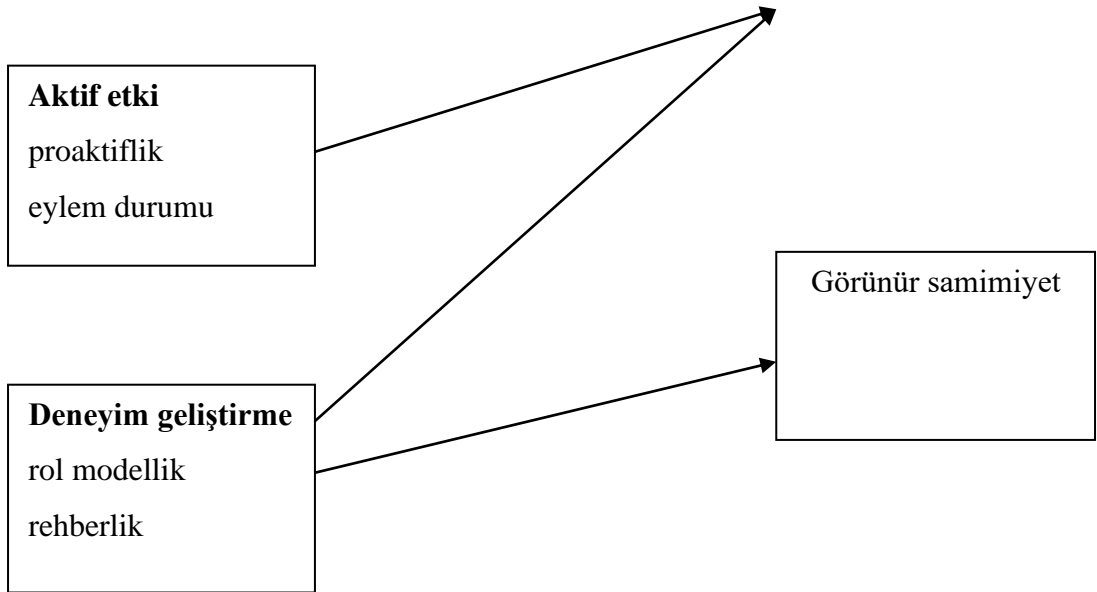 Aktif etki
proaktiflik
eylem durumu
Görünür samimiyet
Deneyim geliştirme
rol modellik
rehberlik